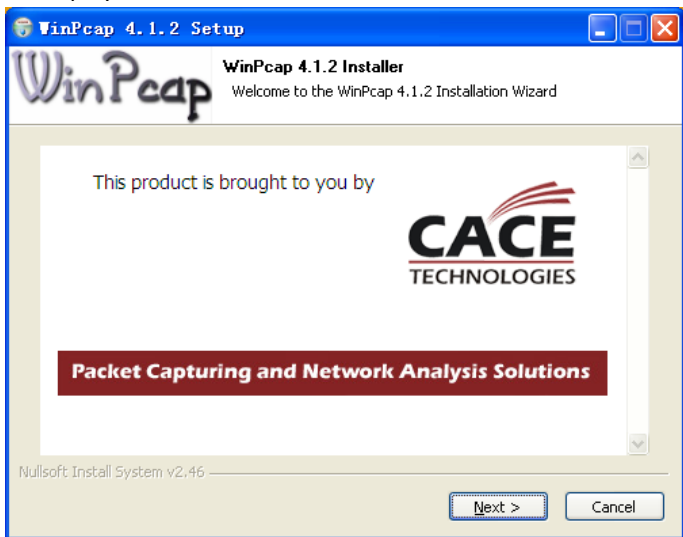 WinPcap 4.1.2 Setup
WinPcap
WinPcap 4.1.2 Installer
Welcome to the WinPcap 4.1.2 Installation Wizard
This product is brought to you by
CACE
TECHNOLOGIES
Packet Capturing and Network Analysis Solutions
Nullsoft Install System v2.46
Next >
Cancel